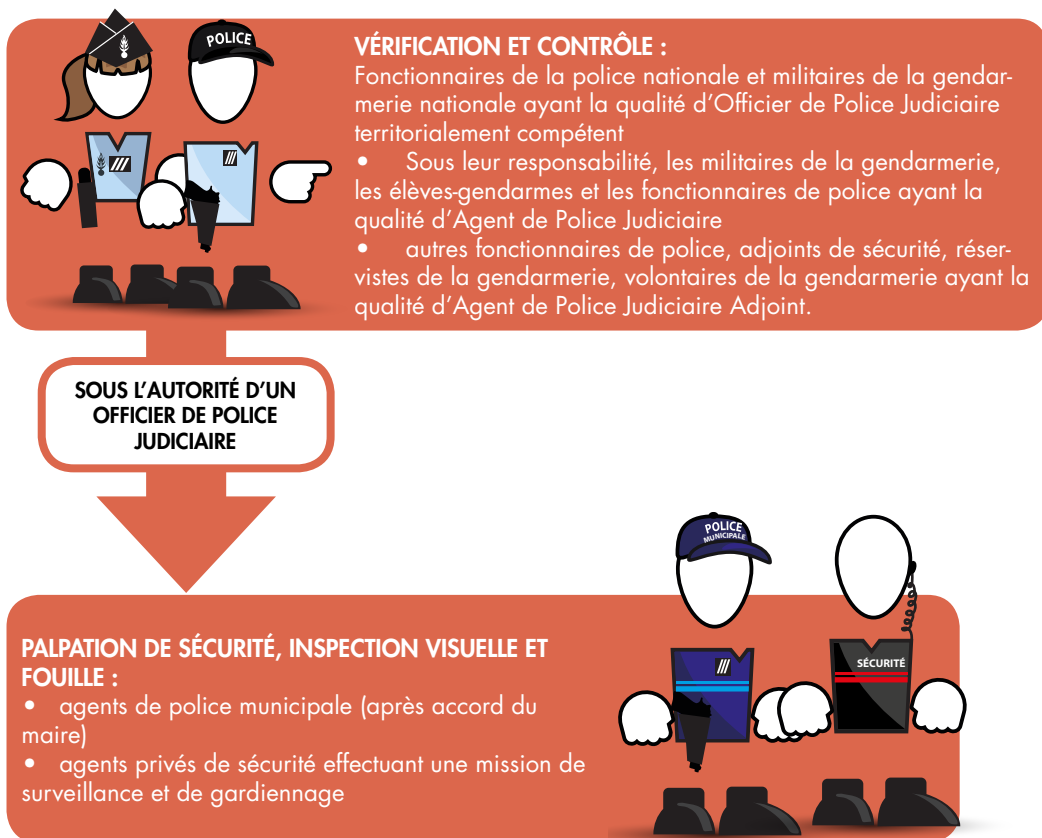 POLICE
VÉRIFICATION ET CONTRÔLE :
Fonctionnaires de la police nationale et militaires de la gendar-
merie nationale ayant la qualité d'Officier de Police Judiciaire
territorialement compétent
• Sous leur responsabilité, les militaires de la gendarmerie,
les élèves-gendarmes et les fonctionnaires de police ayant la
qualité d'Agent de Police Judiciaire
• autres fonctionnaires de police, adjoints de sécurité, réser-
vistes de la gendarmerie, volontaires de la gendarmerie ayant la
qualité d'Agent de Police Judiciaire Adjoint.
SOUS L'AUTORITÉ D'UN
OFFICIER DE POLICE
JUDICIAIRE
POLICE
MUNICIPALE
SÉCURITÉ
PALPATION DE SÉCURITÉ, INSPECTION VISUELLE ET
FOUILLE :
• agents de police municipale (après accord du
maire)
• agents privés de sécurité effectuant une mission de
surveillance et de gardiennage